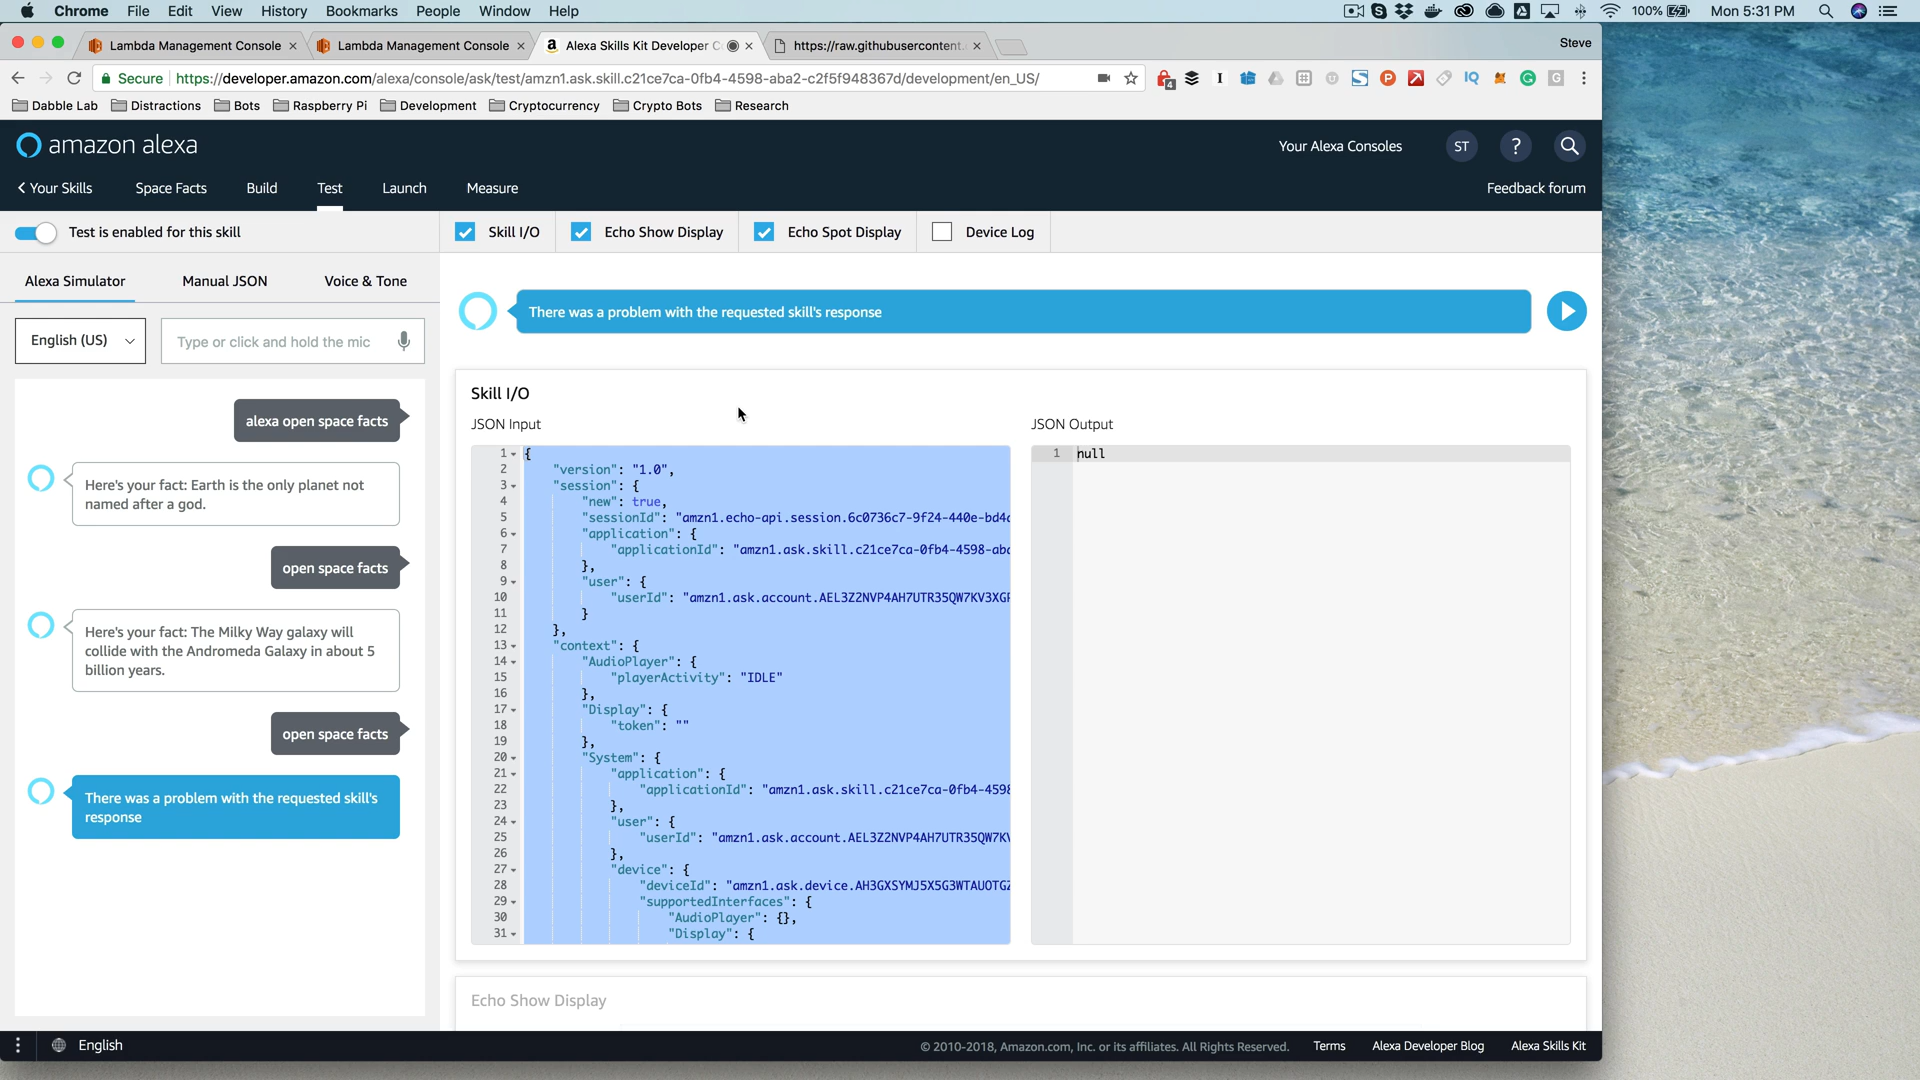 Chrome File Edit View History Bookmarks People Window Help
100% Mon 5:31 PM
Lambda Management Console
Lambda Management Console
Alexa Skills Kit Developer C
https://raw.githubusercontent.
Steve
Secure https://developer.amazon.com/alexa/console/ask/test/amzn1.ask.skill.c21ce7ca-0fb4-4598-aba2-c2f5f948367d/development/en_US/
Dabble Lab Distractions Bots Raspberry Pi Development Cryptocurrency Crypto Bots Research
amazon alexa
Your Alexa Consoles ST ?
Your Skills Space Facts Build Test Launch Measure
Feedback forum
Test is enabled for this skill
Skill I/O Echo Show Display Echo Spot Display Device Log
Alexa Simulator Manual JSON Voice & Tone
English (US)
Type or click and hold the mic
alexa open space facts
Here's your fact: Earth is the only planet not
named after a god.
open space facts
Here's your fact: The Milky Way galaxy will
collide with the Andromeda Galaxy in about 5
billion years.
open space facts
There was a problem with the requested skill's
response
There was a problem with the requested skill's response
Skill I/O
JSON Input
1 {
2 "version": "1.0",
3 "session": {
4 "new": true,
5 "sessionId": "amzn1.echo-api.session.6c0736c7-9f24-440e-bd4
6 "application": {
7 "applicationId": "amzn1.ask.skill.c21ce7ca-0fb4-4598-ab
8 },
9 "user": {
10 "userId": "amzn1.ask.account.AEL3Z2NVP4AH7UTR35QW7KV3XG
11 }
12 },
13 "context": {
14 "AudioPlayer": {
15 "playerActivity": "IDLE"
16 },
17 "Display": {
18 "token": ""
19 },
20 "System": {
21 "application": {
22 "applicationId": "amzn1.ask.skill.c21ce7ca-0fb4-459
23 },
24 "user": {
25 "userId": "amzn1.ask.account.AEL3Z2NVP4AH7UTR35QW7K
26 },
27 "device": {
28 "deviceId": "amzn1.ask.device.AH3GXSYMJ5X5G3WTAUOTG
29 "supportedInterfaces": {
30 "AudioPlayer": {},
31 "Display": {
JSON Output
1 null
Echo Show Display
English
© 2010-2018, Amazon.com, Inc. or its affiliates. All Rights Reserved. Terms Alexa Developer Blog Alexa Skills Kit